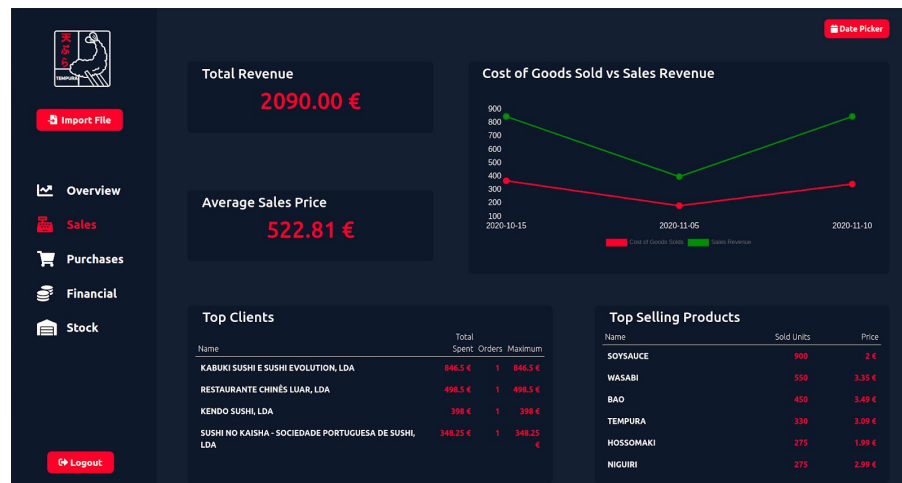 天ぷら
TEMPURA
Import File
Overview
Sales
Purchases
Financial
Stock
Logout
Date Picker
Total Revenue
2090.00 €
Average Sales Price
522.81 €
Cost of Goods Sold vs Sales Revenue
900
800
700
600
500
400
300
200
100
2020-10-15 2020-11-05 2020-11-10
Cost of Goods Solds Sales Revenue
Top Clients
Name Total Spent Orders Maximum
KABUKI SUSHI E SUSHI EVOLUTION, LDA 846.5 € 1 846.5 €
RESTAURANTE CHINÊS LUAR, LDA 498.5 € 1 498.5 €
KENDO SUSHI, LDA 398 € 1 398 €
SUSHI NO KAISHA - SOCIEDADE PORTUGUESA DE SUSHI, 348.25 € 1 348.25
LDA €
Top Selling Products
Name Sold Units Price
SOYSAUCE 900 2 €
WASABI 550 3.35 €
BAO 450 3.49 €
TEMPURA 330 3.09 €
HOSSOMAKI 275 1.99 €
NIGUIRI 275 2.99 €